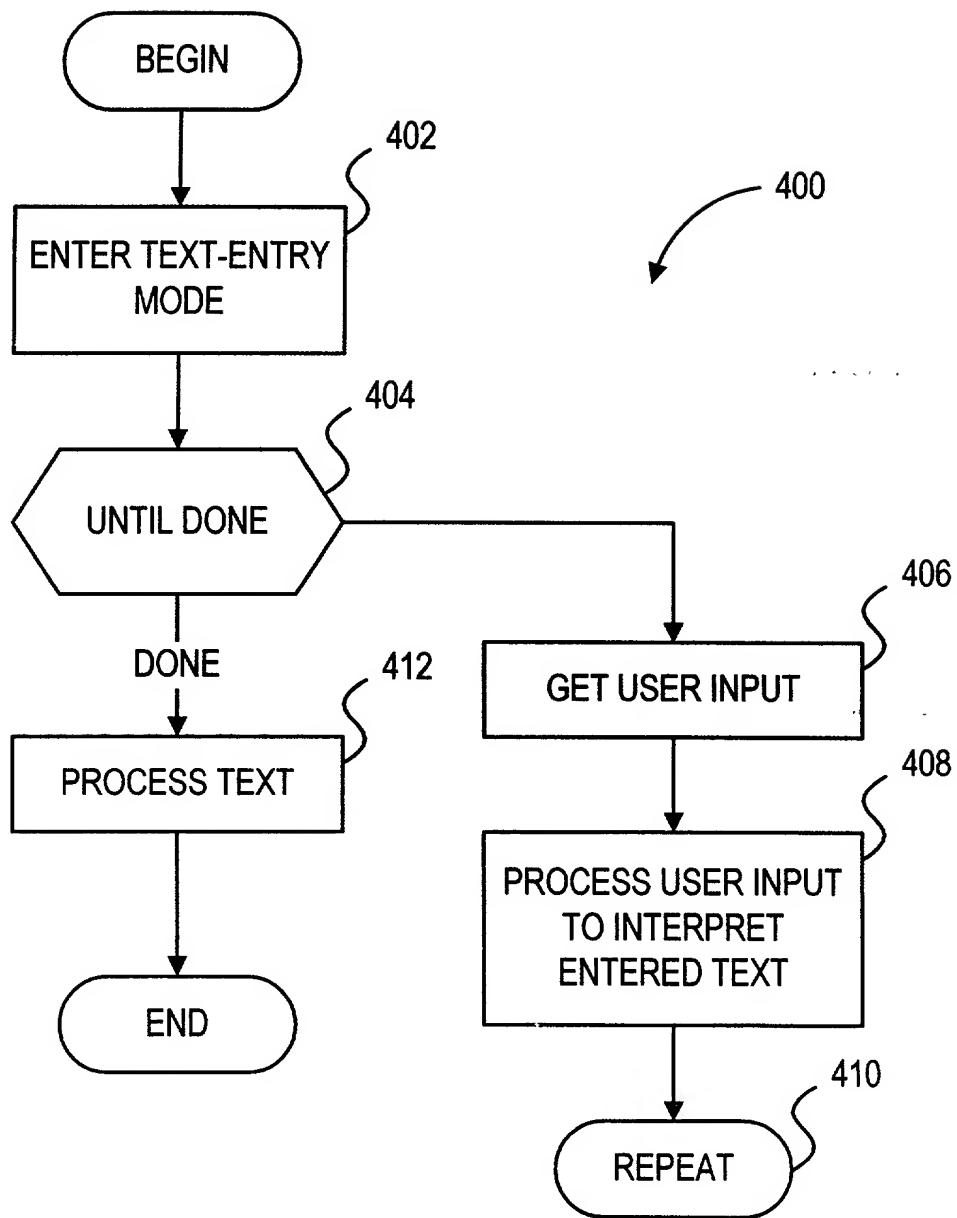 BEGIN
402
400
ENTER TEXT-ENTRY
MODE
404
UNTIL DONE
406
GET USER INPUT
DONE
412
PROCESS TEXT
408
PROCESS USER INPUT
TO INTERPRET
ENTERED TEXT
END
410
REPEAT